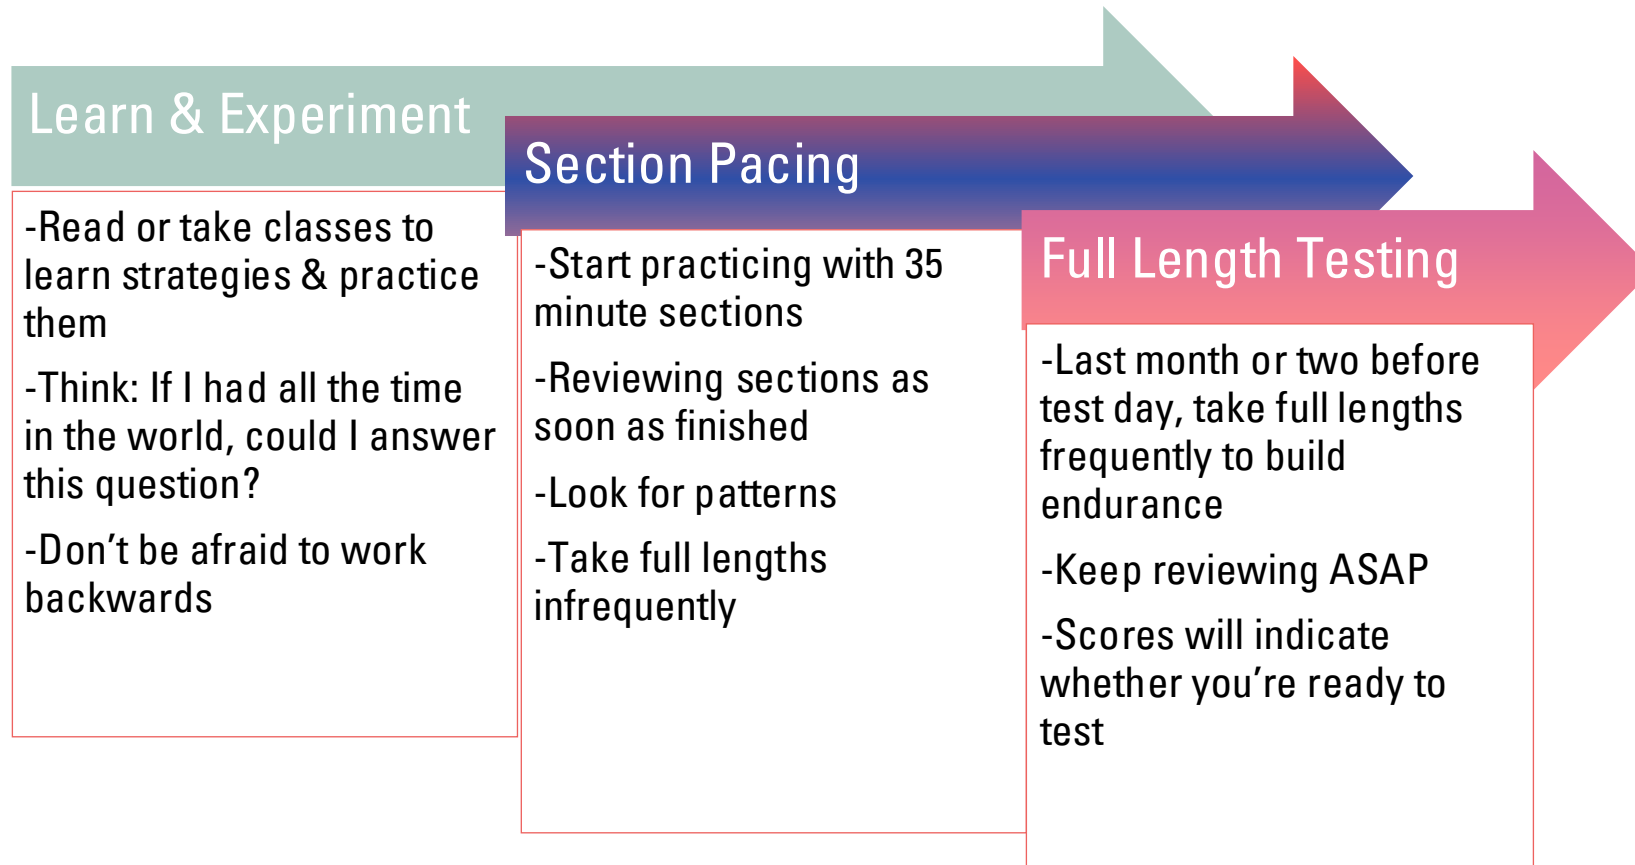 Learn & Experiment
-Read or take classes to
learn strategies & practice
them
-Think: If I had all the time
in the world, could I answer
this question?
-Don’t be afraid to work
backwards
Section Pacing
-Start practicing with 35
minute sections
-Reviewing sections as
soon as finished
-Look for patterns
-Take full lengths
infrequently
Full Length Testing
-Last month or two before
test day, take full lengths
frequently to build
endurance
-Keep reviewing ASAP
-Scores will indicate
whether you’re ready to
test